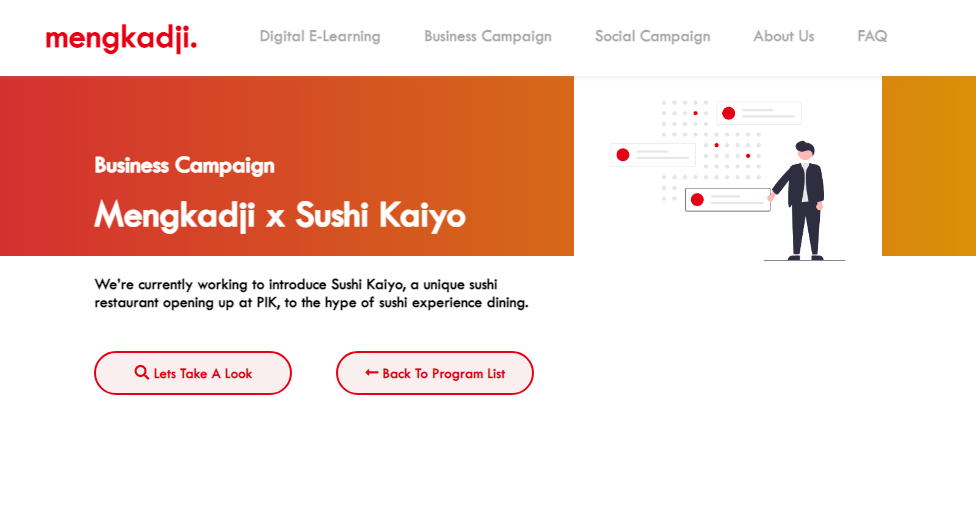 mengkadji.
Digital E-Learning
Business Campaign
Social Campaign
About Us
FAQ
Business Campaign
Mengkadji x Sushi Kaiyo
We're currently working to introduce Sushi Kaiyo, a unique sushi
restaurant opening up at PIK, to the hype of sushi experience dining.
Lets Take A Look
Back To Program List